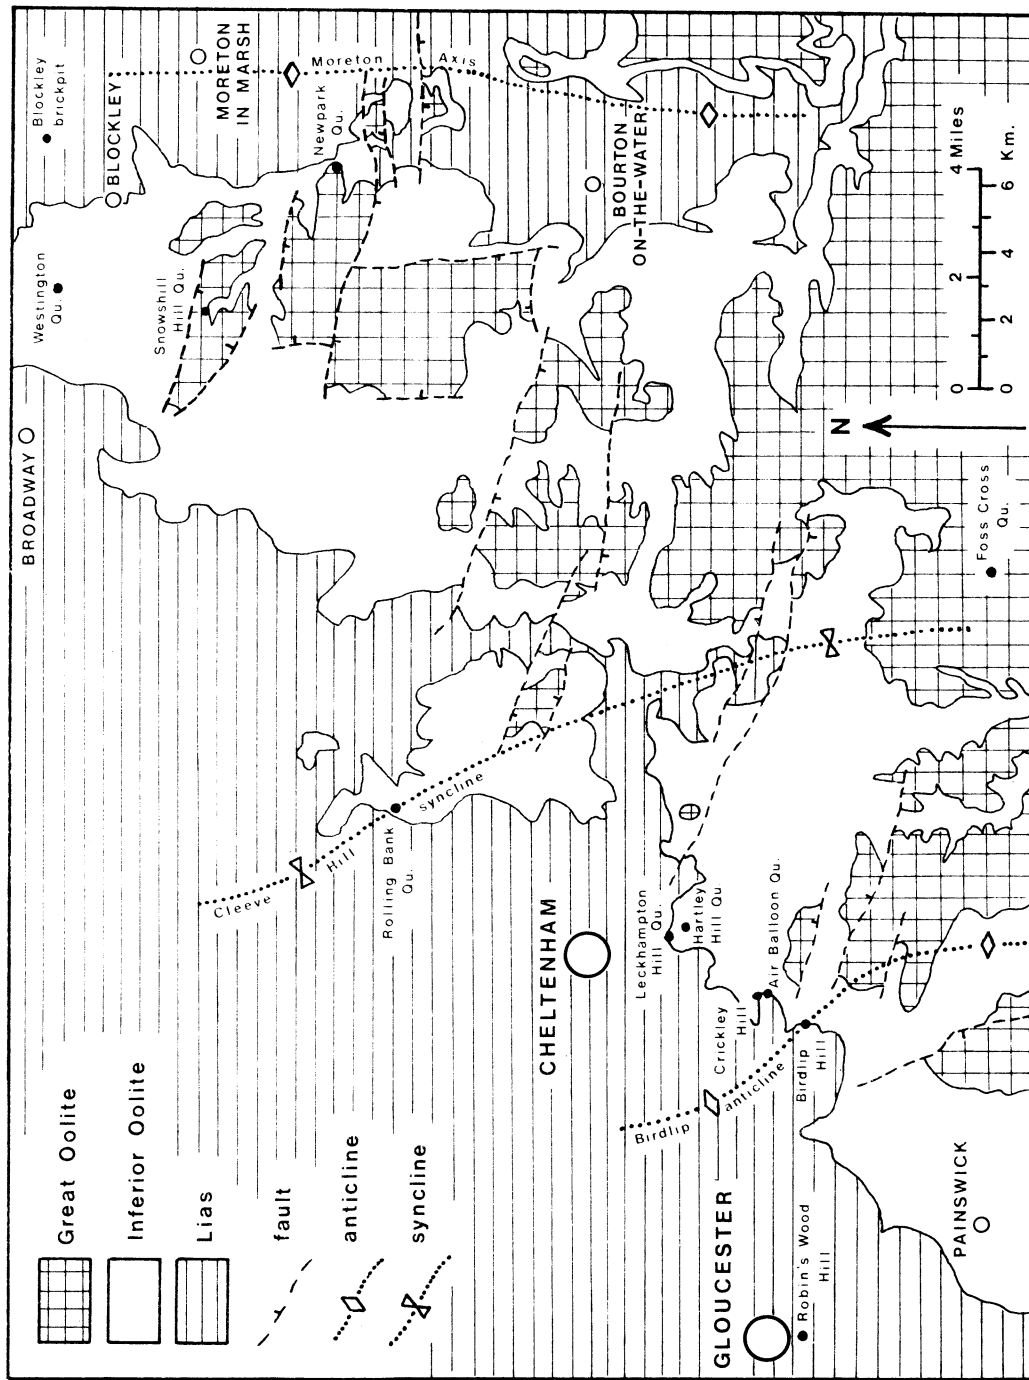 Great Oolite
Inferior Oolite
Lias
fault
anticline
syncline
BROADWAY
Westington
Qu.
Blockley
brickpit
BLOCKLEY
MORETON
IN MARSH
Snowshill
Hill Qu.
Newpark
Qu.
Moreton
Axis
Cleeve
Hill
syncline
Rolling Bank
Qu.
CHELTENHAM
BOURTON
ON-THE-WATER
Leckhampton
Hill Qu.
Hartley
Hill Qu
Birdlip
anticline
Crickley
Hill
Air Balloon Qu.
Birdlip
Hill
GLOUCESTER
Robin's Wood
Hill
PAINSWICK
Foss Cross
Qu.
N
0 2 4 Miles
0 2 4 6 Km.